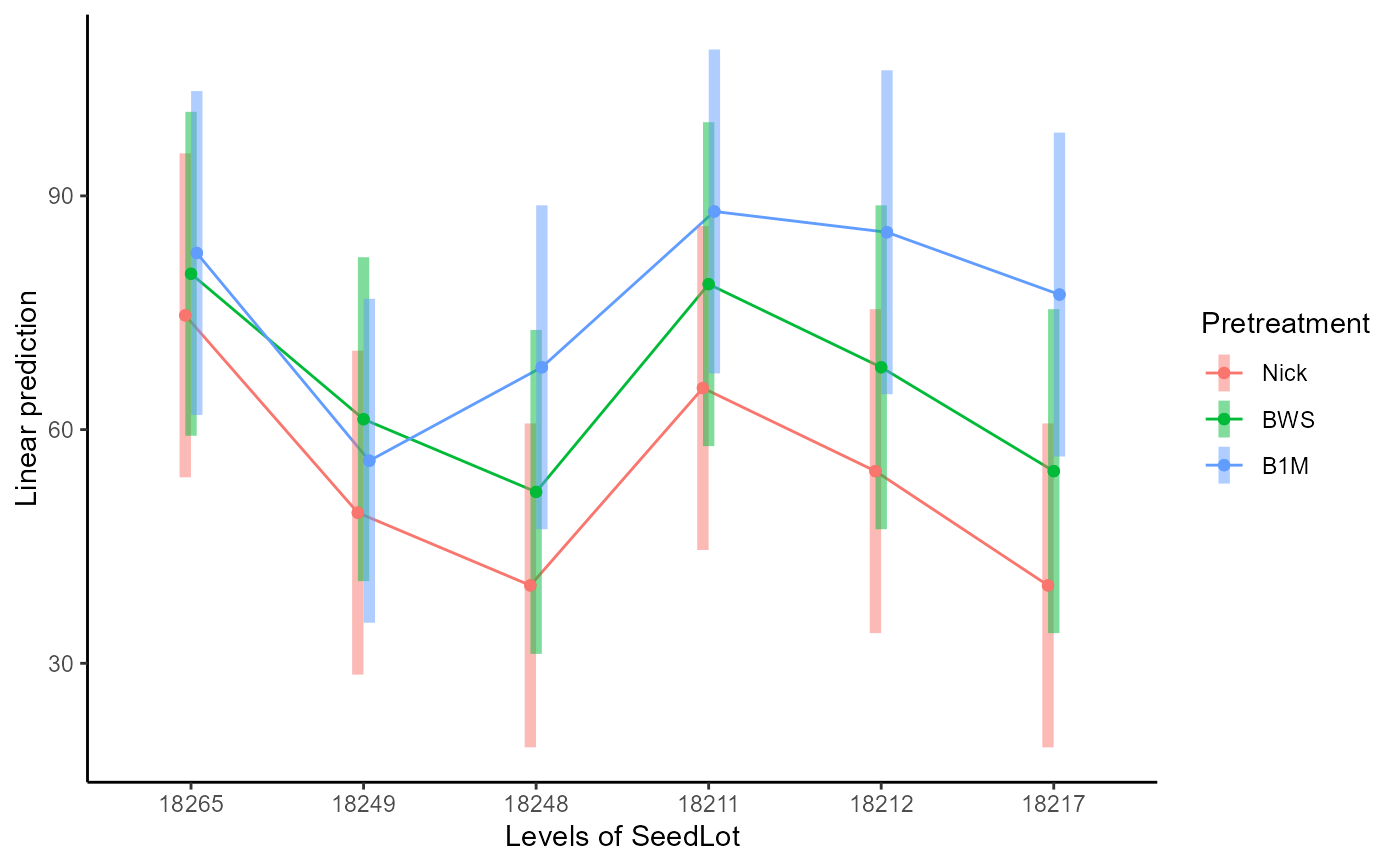 Linear prediction
90
60
30
18265 18249 18248 18211 18212 18217
Levels of SeedLot
Pretreatment
Nick
BWS
B1M